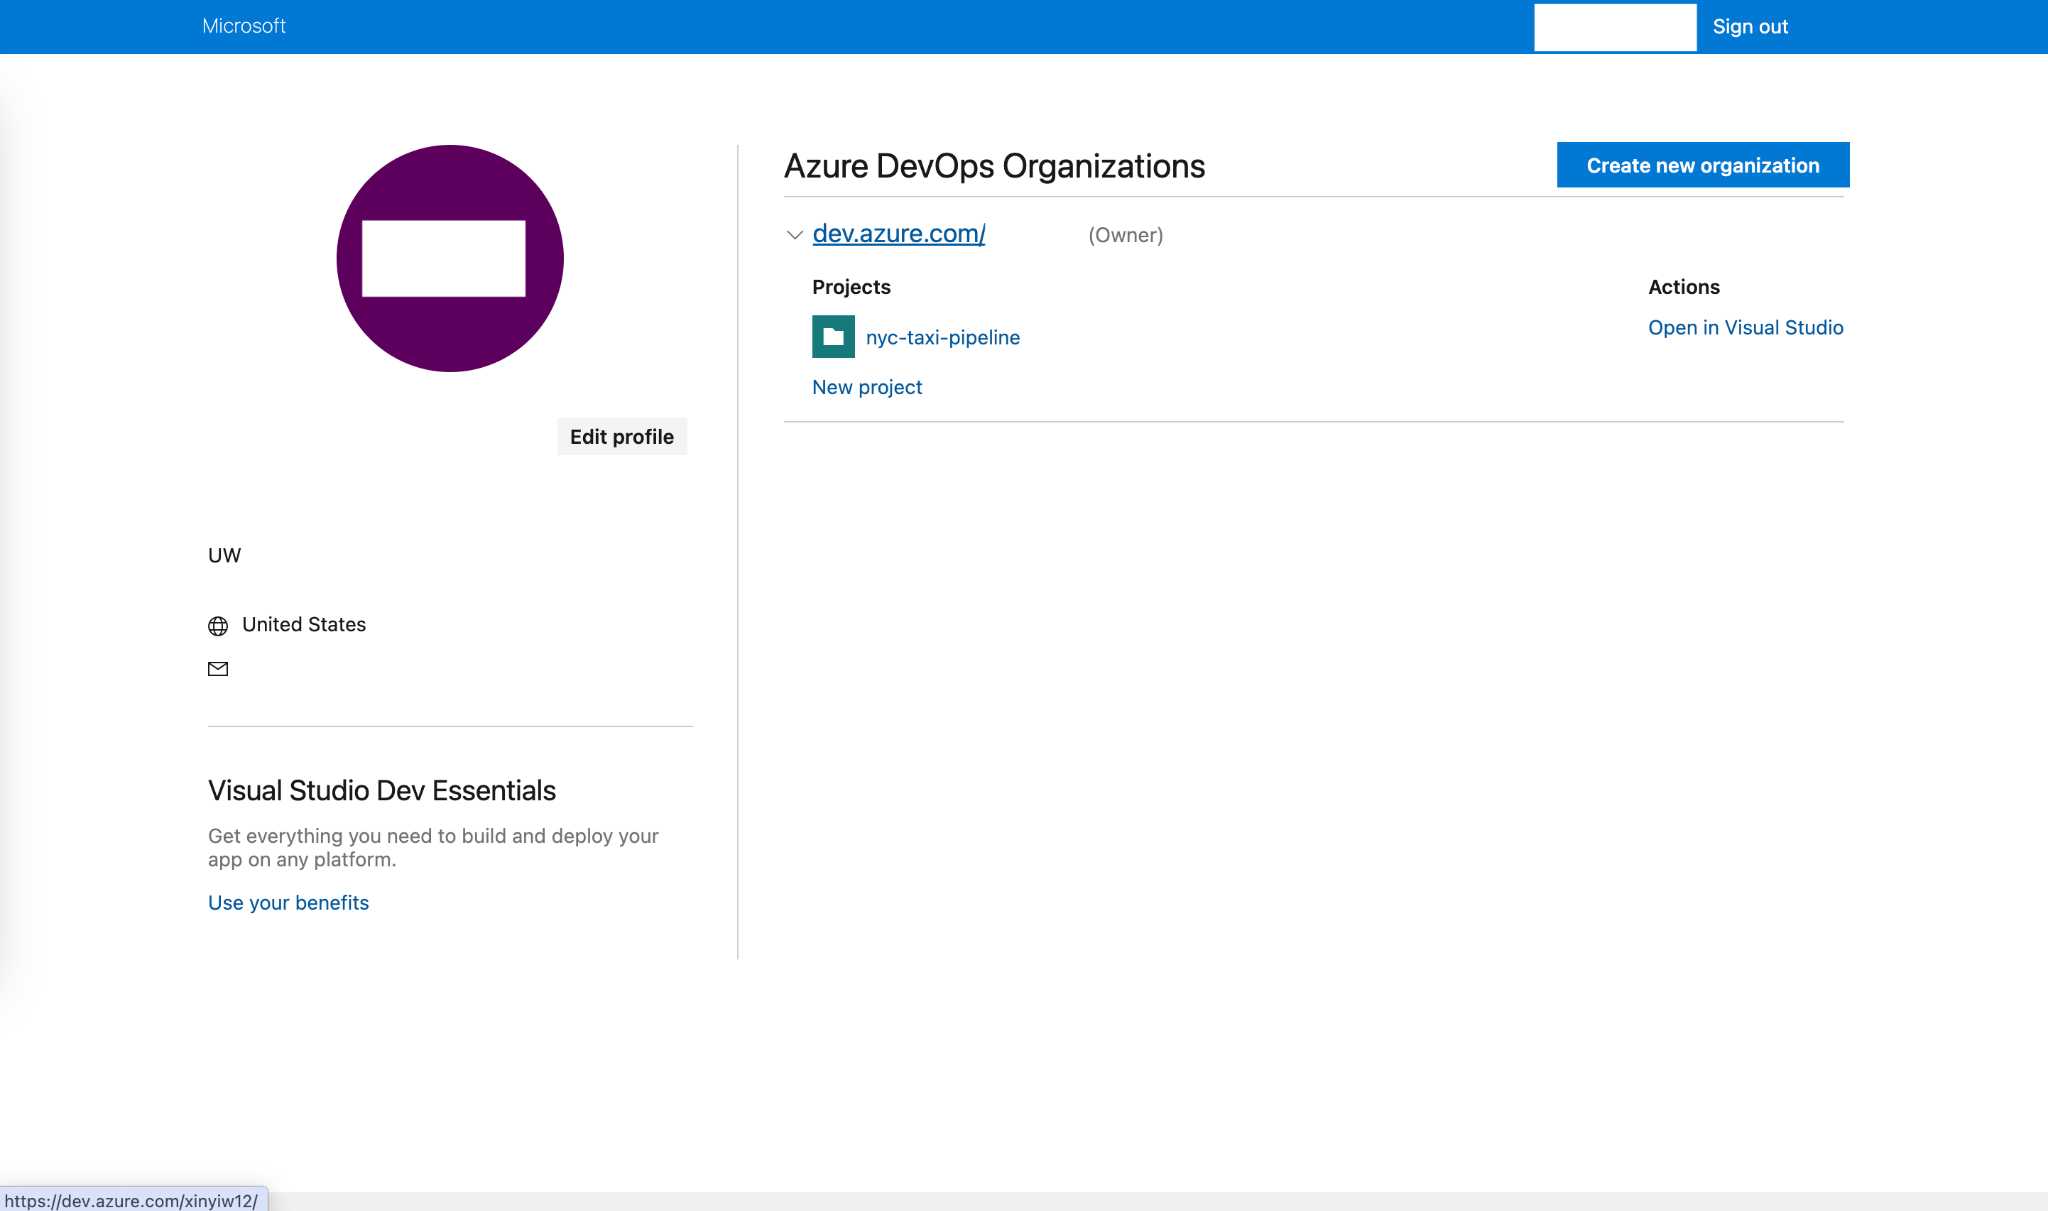 Microsoft
Sign out
Edit profile
UW
United States
Visual Studio Dev Essentials
Get everything you need to build and deploy your
app on any platform.
Use your benefits
Azure DevOps Organizations
Create new organization
dev.azure.com/ (Owner)
Projects
Actions
nyc-taxi-pipeline
Open in Visual Studio
New project
https://dev.azure.com/xinyiw12/